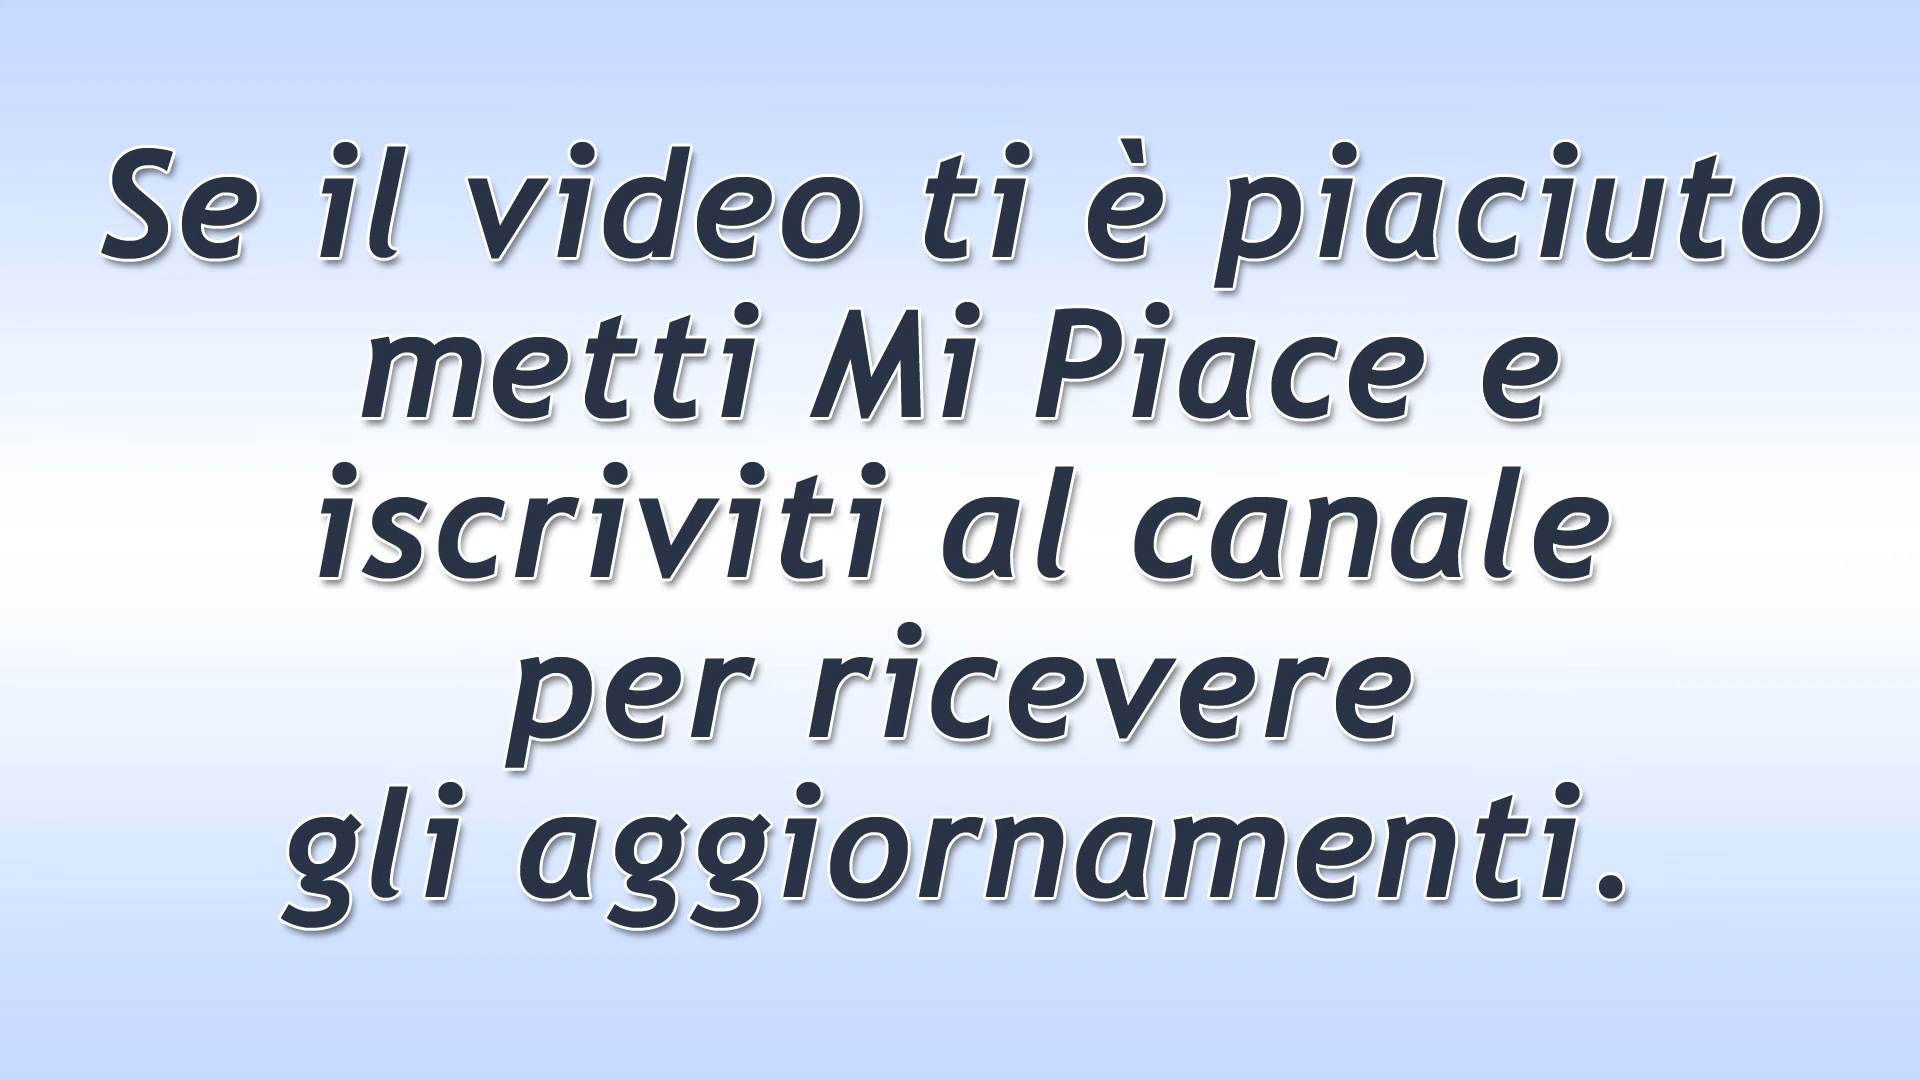 Se il video ti è piaciuto
metti Mi Piace e
iscriviti al canale
per ricevere
gli aggiornamenti.